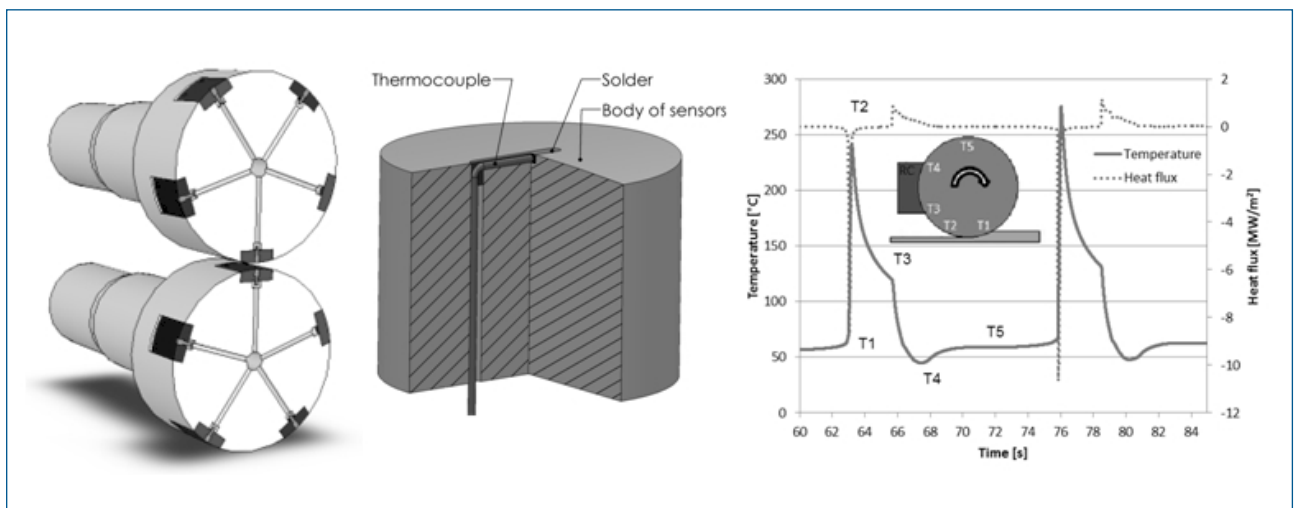 Thermocouple
Solder
Body of sensors
300
250
200
150
100
50
0
Temperature [°C]
60 62 64 66 68 70 72 74 76 78 80 82 84
Time [s]
2
0
-2
-4
-6
-8
-10
-12
Heat flux [MW/m²]
T2
Temperature
Heat flux
T5
T4
RC
T3
T2 T1
T3
T1
T5
T4